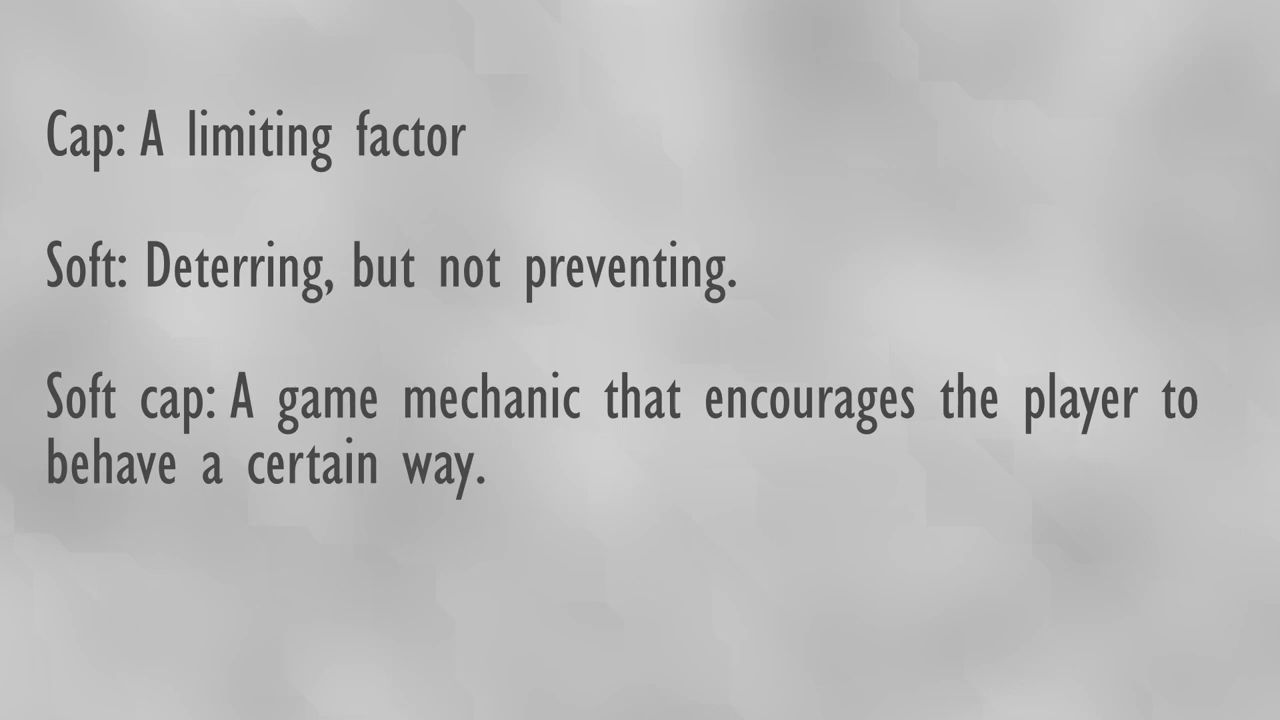 Cap: A limiting factor
Soft: Deterring, but not preventing.
Soft cap: A game mechanic that encourages the player to
behave a certain way.